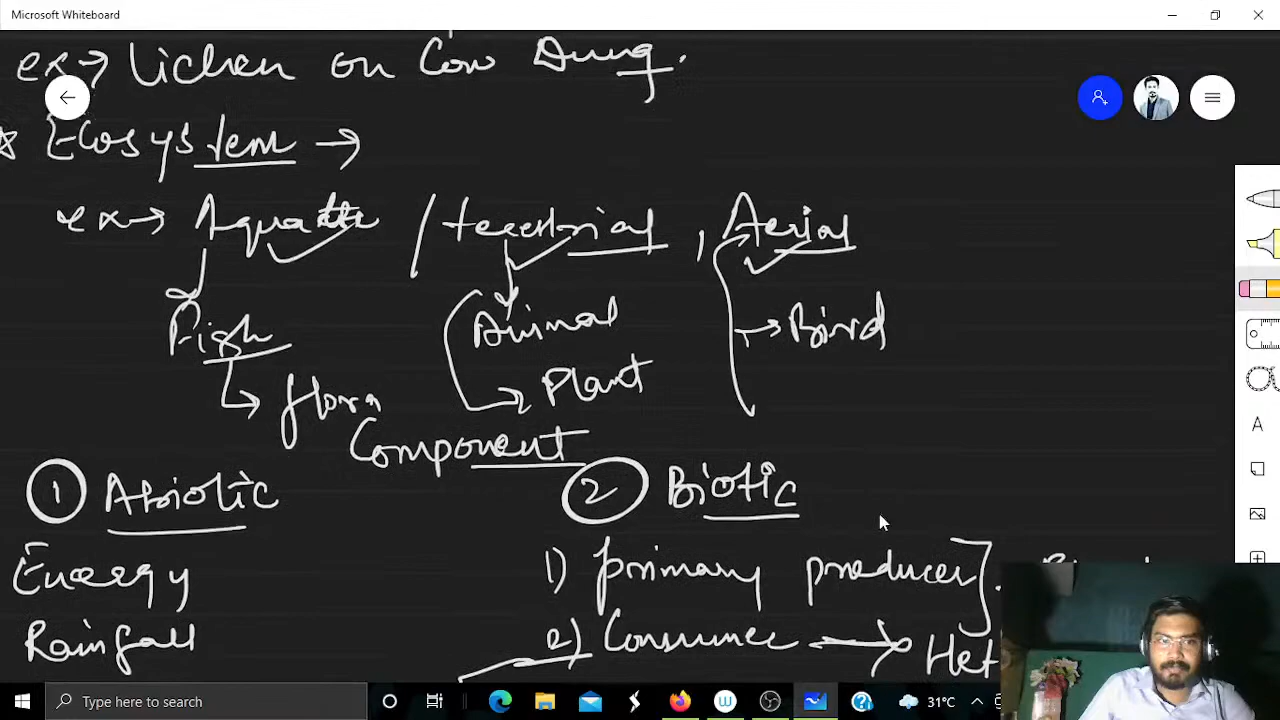 Microsoft Whiteboard
ex→ Lichen on Cow Dung.
* Ecosystem →
ex→ Aquatic / terrestrial , Aerial
Fish Animal → Bird
→ flora → Plant
Component
① Abiotic ② Biotic
Energy 1) primary producer
Rainfall 2) Consumer → Het
Type here to search
31°C